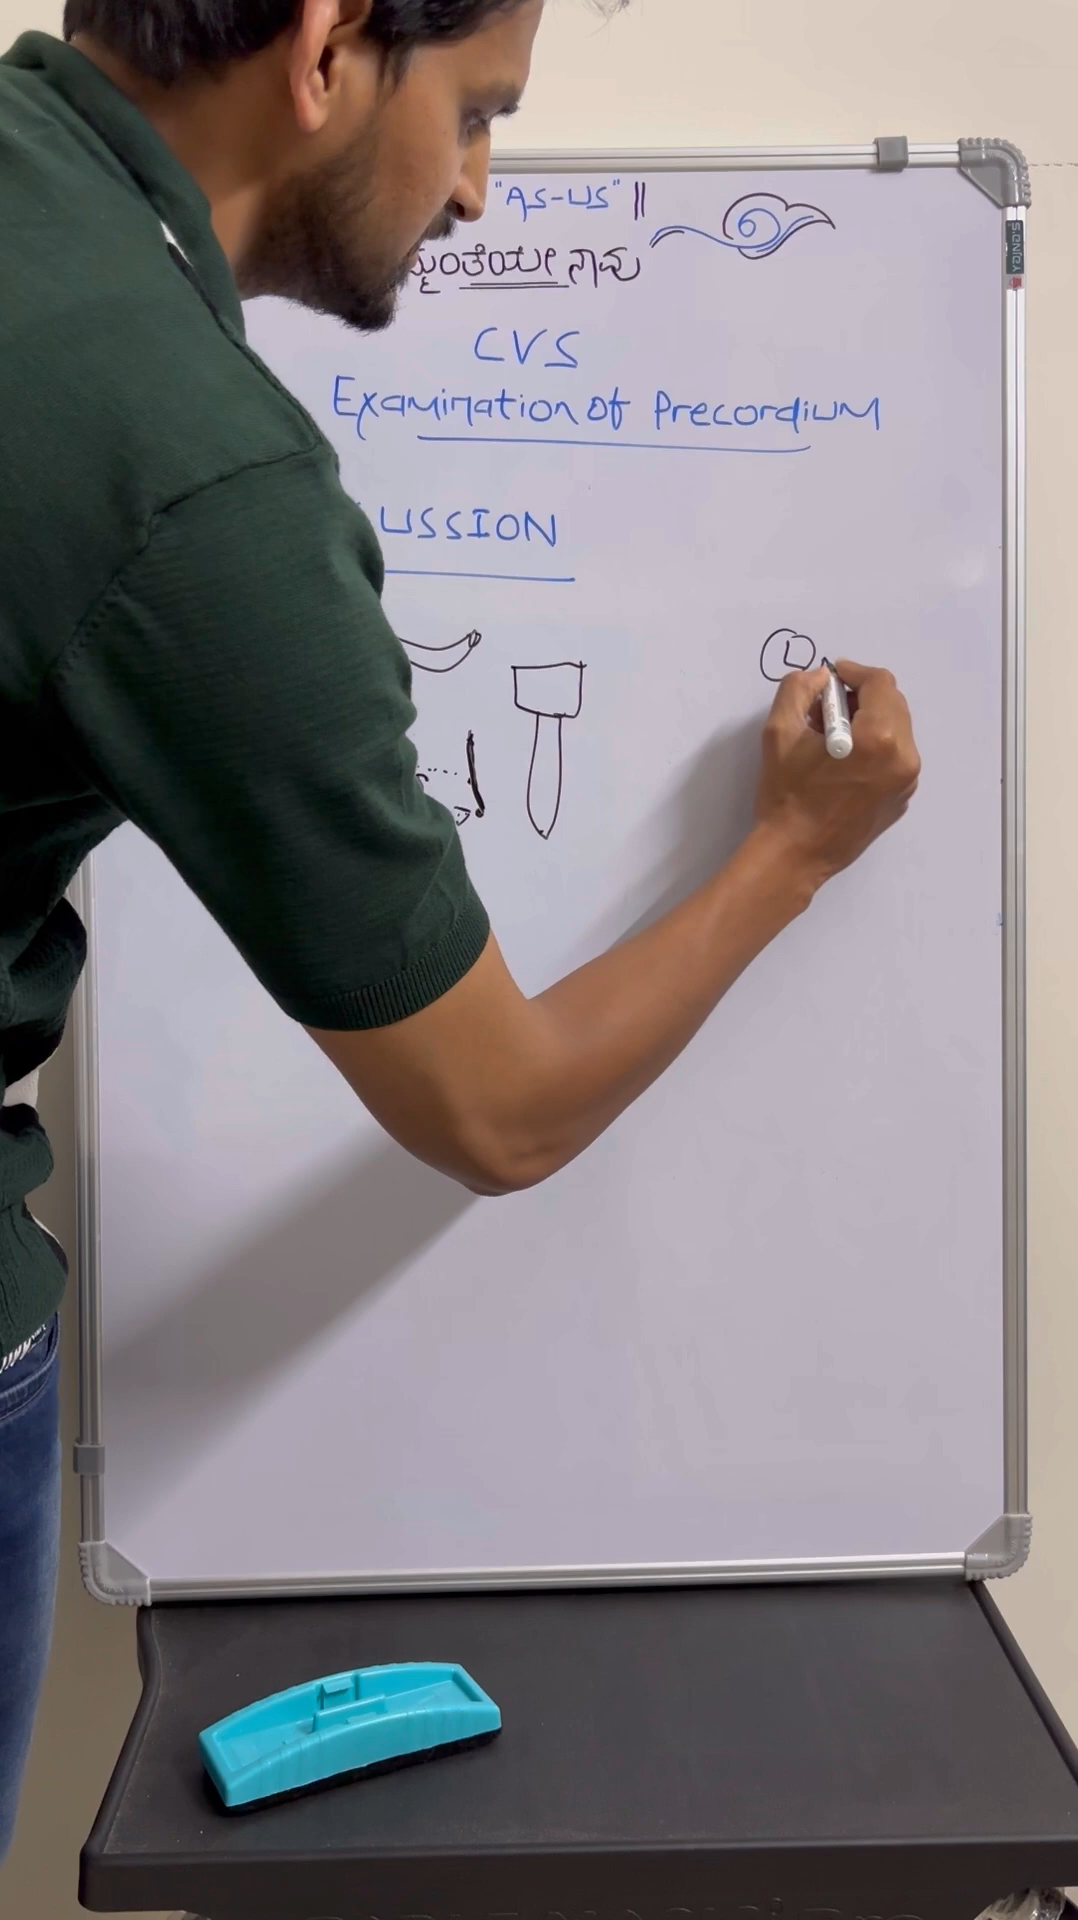 "AS-US" ||
ನಾವು
CVS
Examination of Precordium
USSION
L